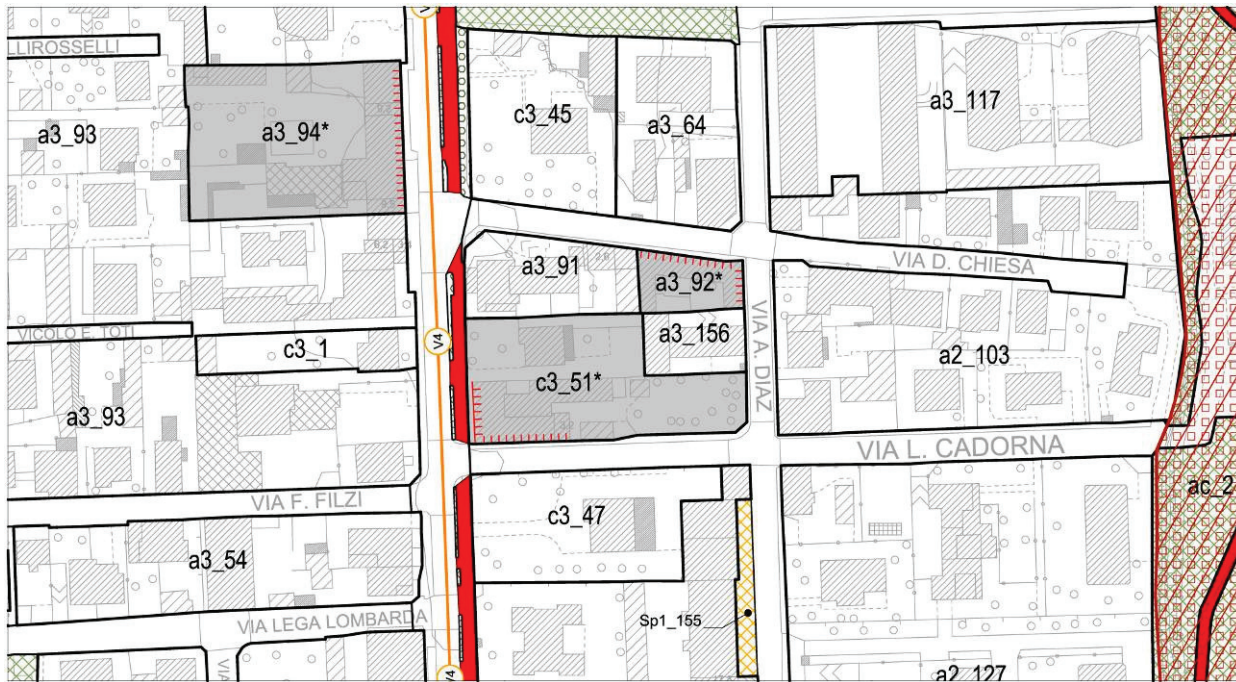 LLIROSSELLI
a3_93
a3_94*
c3_45
a3_64
a3_117
VIA D. CHIESA
a3_91
a3_92*
VICOLO E. TOTI
c3_1
V4
a3_156
VIA A. DIAZ
a2_103
c3_51*
a3_93
VIA L. CADORNA
VIA F. FILZI
c3_47
ac_2
a3_54
VIA LEGA LOMBARDA
Sp1_155
VIA
V4
a2_127